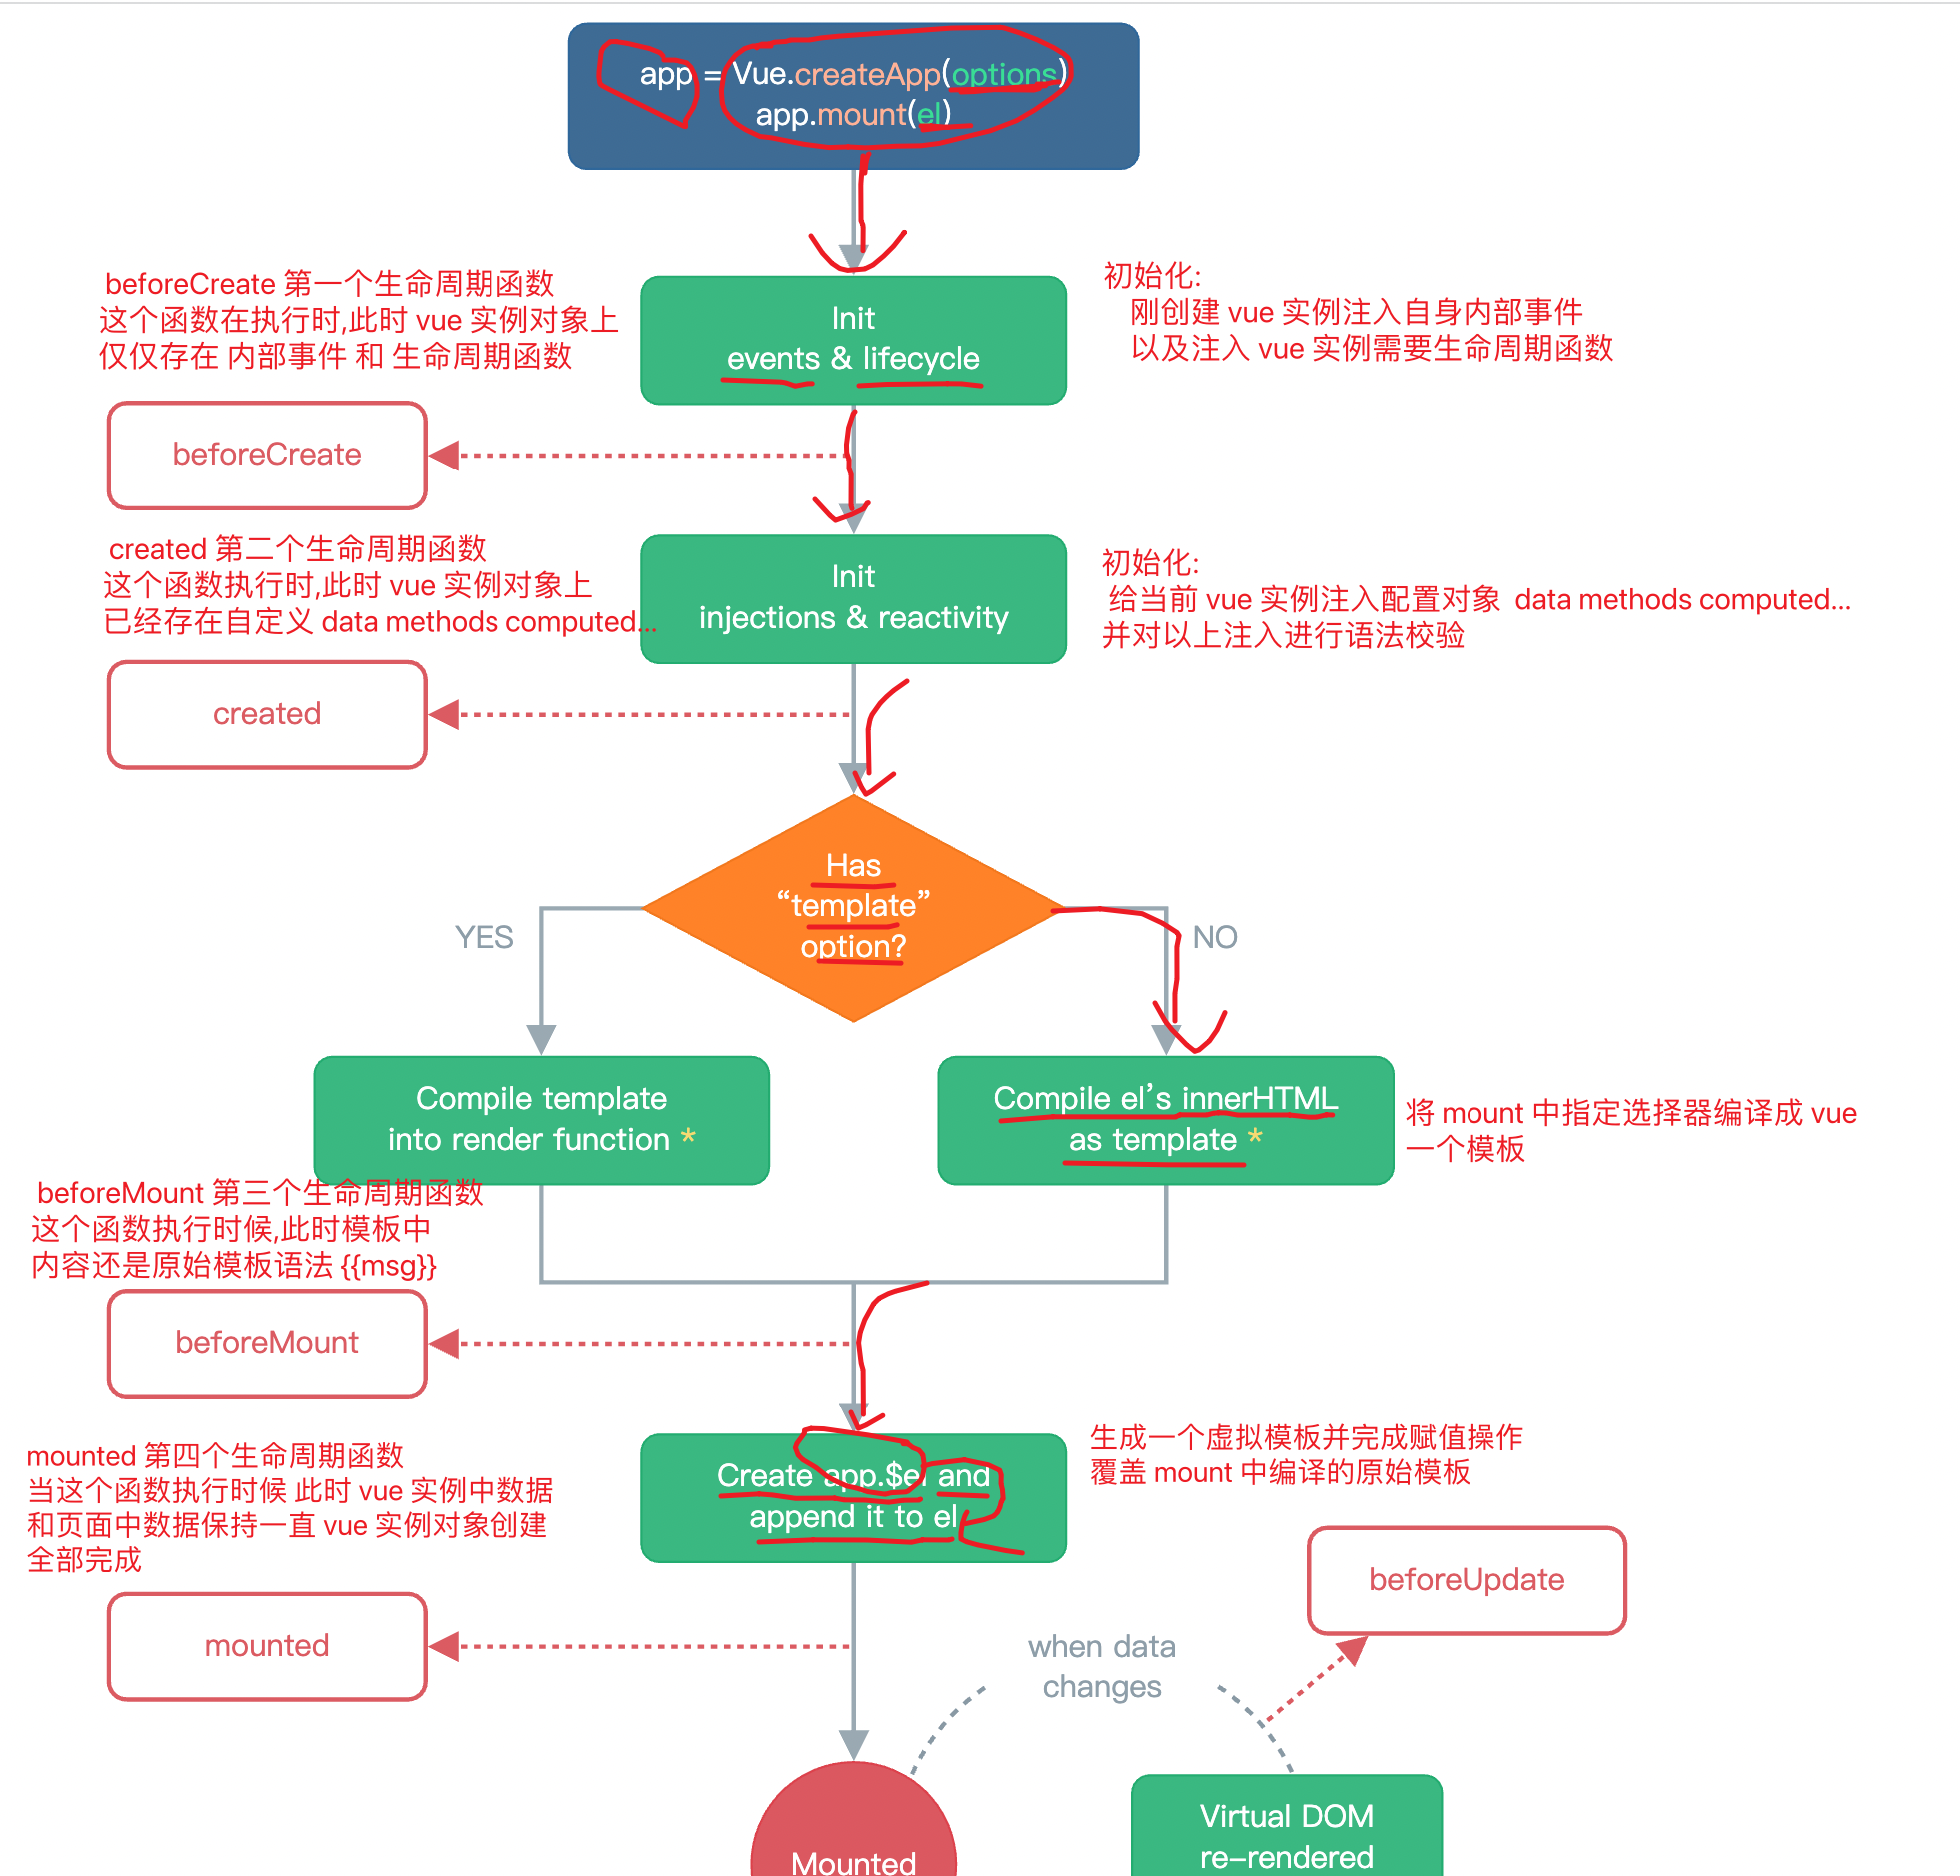 app = Vue.createApp(options)
app.mount(el)
beforeCreate 第一个生命周期函数
这个函数在执行时,此时 vue 实例对象上
仅仅存在 内部事件 和 生命周期函数
Init
events & lifecycle
初始化:
刚创建 vue 实例注入自身内部事件
以及注入 vue 实例需要生命周期函数
beforeCreate
created 第二个生命周期函数
这个函数执行时,此时 vue 实例对象上
已经存在自定义 data methods computed...
Init
injections & reactivity
初始化:
给当前 vue 实例注入配置对象 data methods computed...
并对以上注入进行语法校验
created
Has
“template”
option?
YES
NO
Compile template
into render function *
Compile el’s innerHTML
as template *
将 mount 中指定选择器编译成 vue
一个模板
beforeMount 第三个生命周期函数
这个函数执行时候,此时模板中
内容还是原始模板语法 {{msg}}
beforeMount
mounted 第四个生命周期函数
当这个函数执行时候 此时 vue 实例中数据
和页面中数据保持一直 vue 实例对象创建
全部完成
Create app.$el and
append it to el
生成一个虚拟模板并完成赋值操作
覆盖 mount 中编译的原始模板
mounted
beforeUpdate
when data
changes
Mounted
Virtual DOM
re-rendered